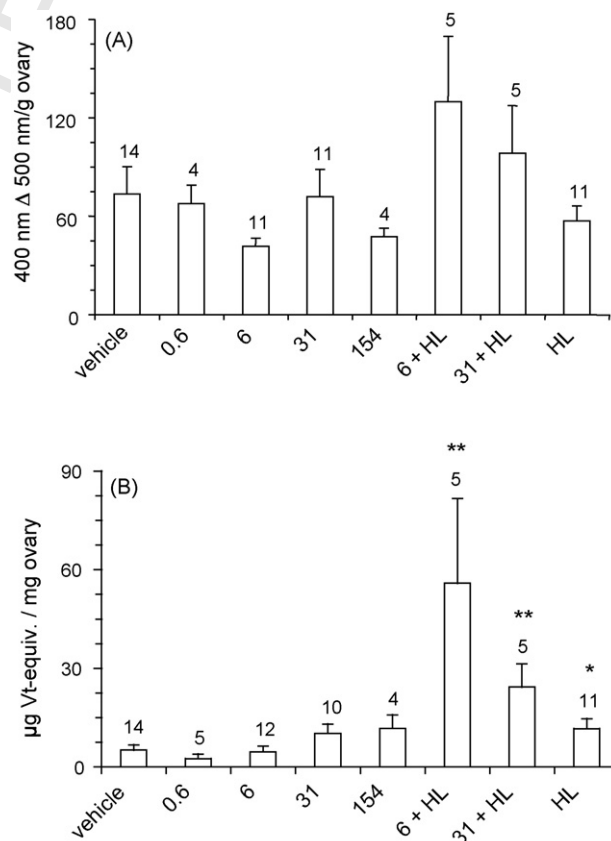 (A)
400 nm Δ 500 nm/g ovary
180
120
60
0
14
4
11
11
4
5
5
11
vehicle
0.6
6
31
154
6 + HL
31 + HL
HL
(B)
µg Vt-equiv. / mg ovary
90
60
30
0
**
**
*
14
5
12
10
4
5
5
11
vehicle
0.6
6
31
154
6 + HL
31 + HL
HL